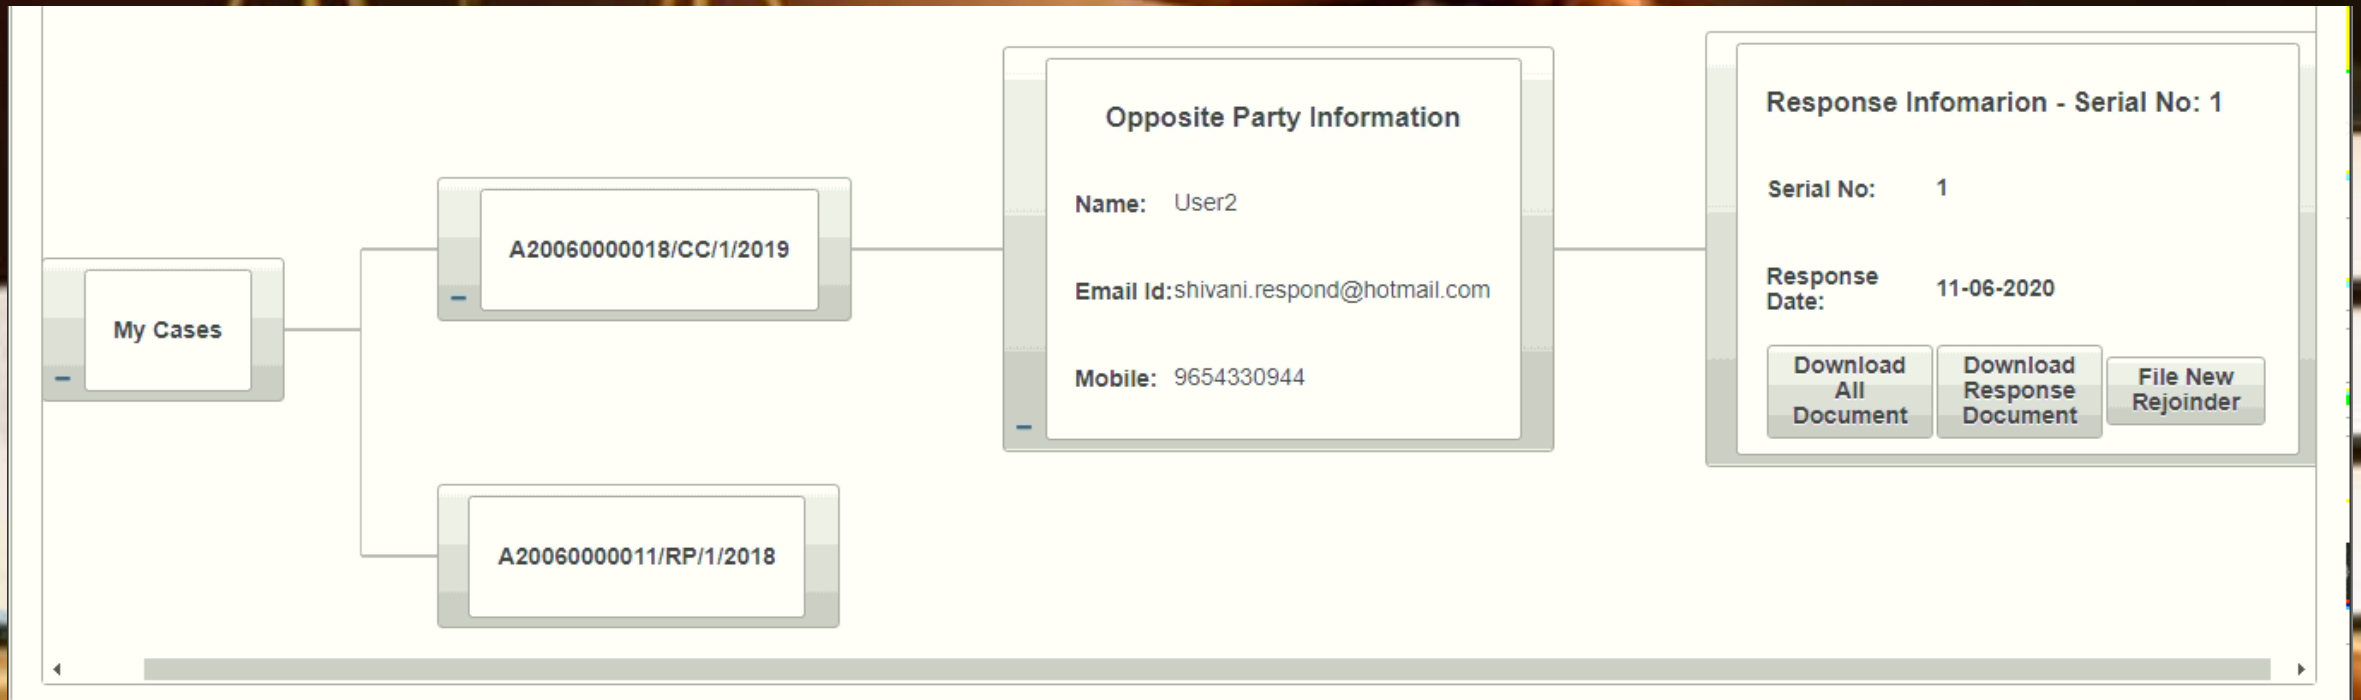 My Cases
A20060000018/CC/1/2019
A20060000011/RP/1/2018
Opposite Party Information
Name: User2
Email Id: shivani.respond@hotmail.com
Mobile: 9654330944
Response Infomarion - Serial No: 1
Serial No: 1
Response
Date: 11-06-2020
Download
All
Document
Download
Response
Document
File New
Rejoinder